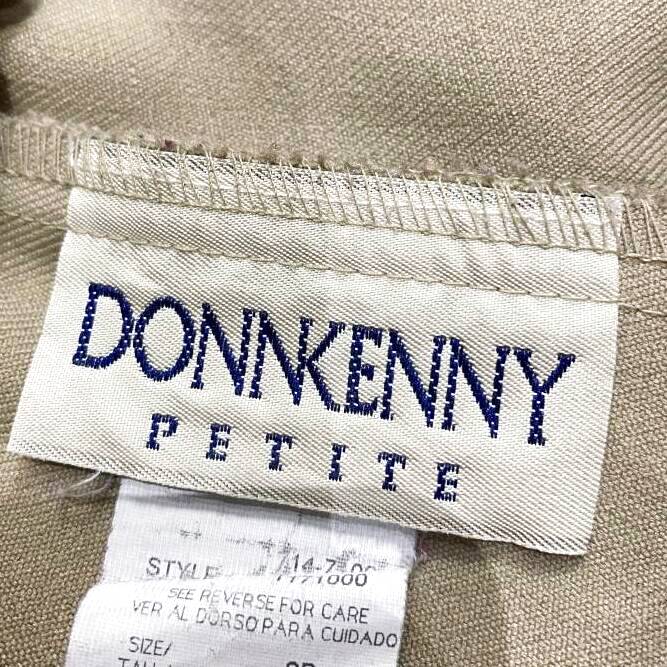 DONNKENNY
PETITE
STYLE
SEE REVERSE FOR CARE
VER AL DORSO PARA CUIDADO
SIZE/